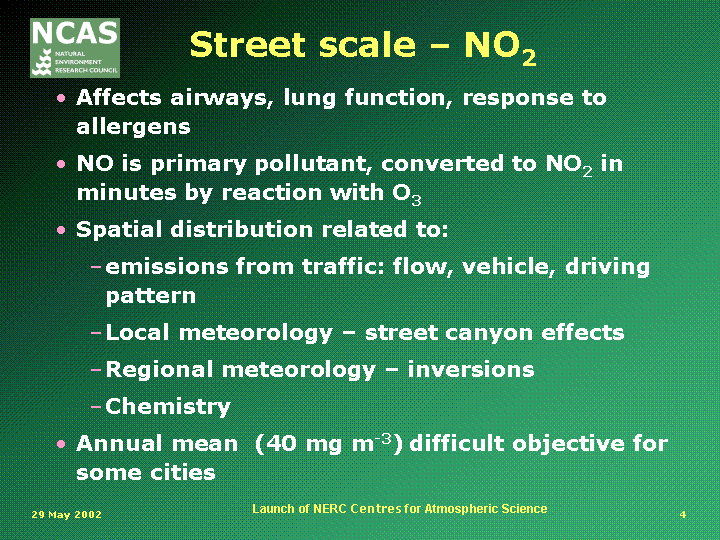 NCAS
NATURAL
ENVIRONMENT
RESEARCH COUNCIL
Street scale – NO₂
• Affects airways, lung function, response to
allergens
• NO is primary pollutant, converted to NO₂ in
minutes by reaction with O₃
• Spatial distribution related to:
–emissions from traffic: flow, vehicle, driving
pattern
–Local meteorology – street canyon effects
–Regional meteorology – inversions
–Chemistry
• Annual mean (40 mg m⁻³) difficult objective for
some cities
29 May 2002
Launch of NERC Centres for Atmospheric Science
4